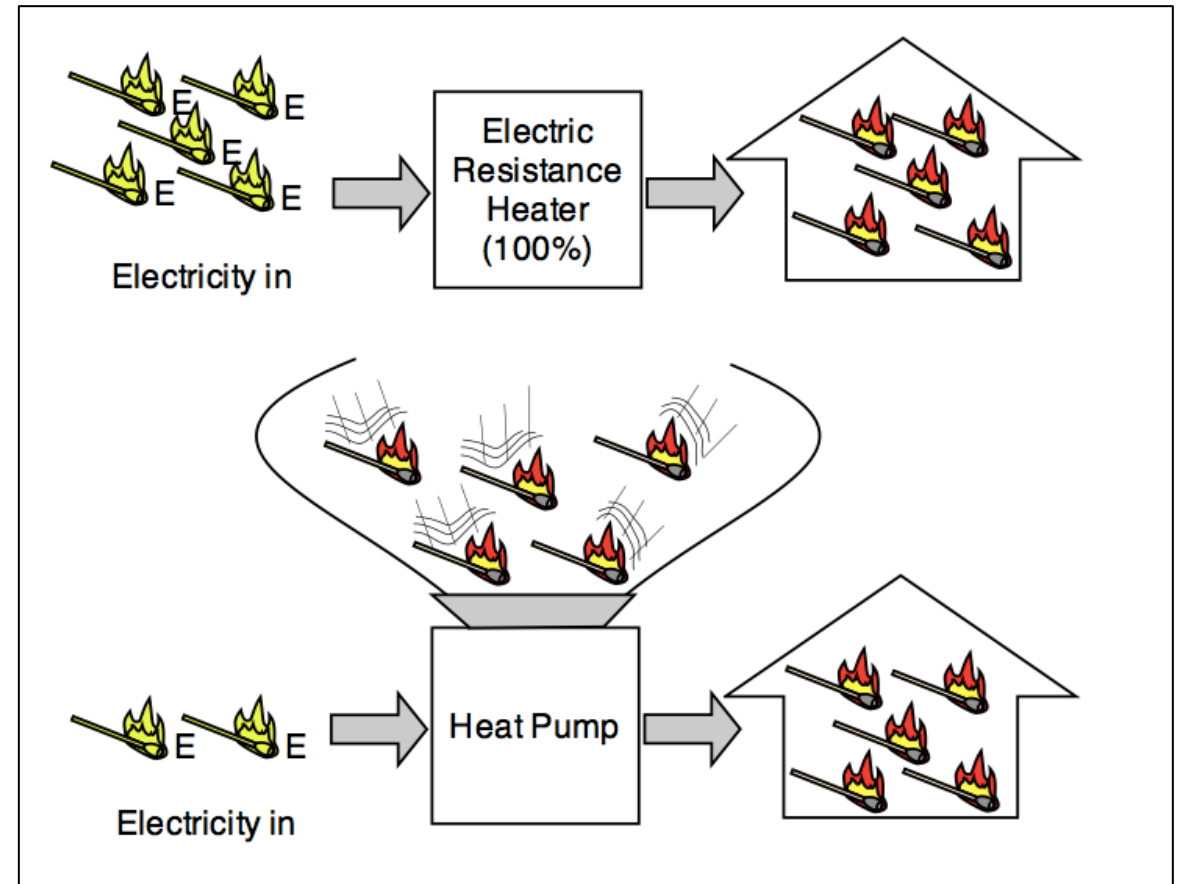 E
E
E
E
E
Electricity in
Electric
Resistance
Heater
(100%)
E
E
Electricity in
Heat Pump